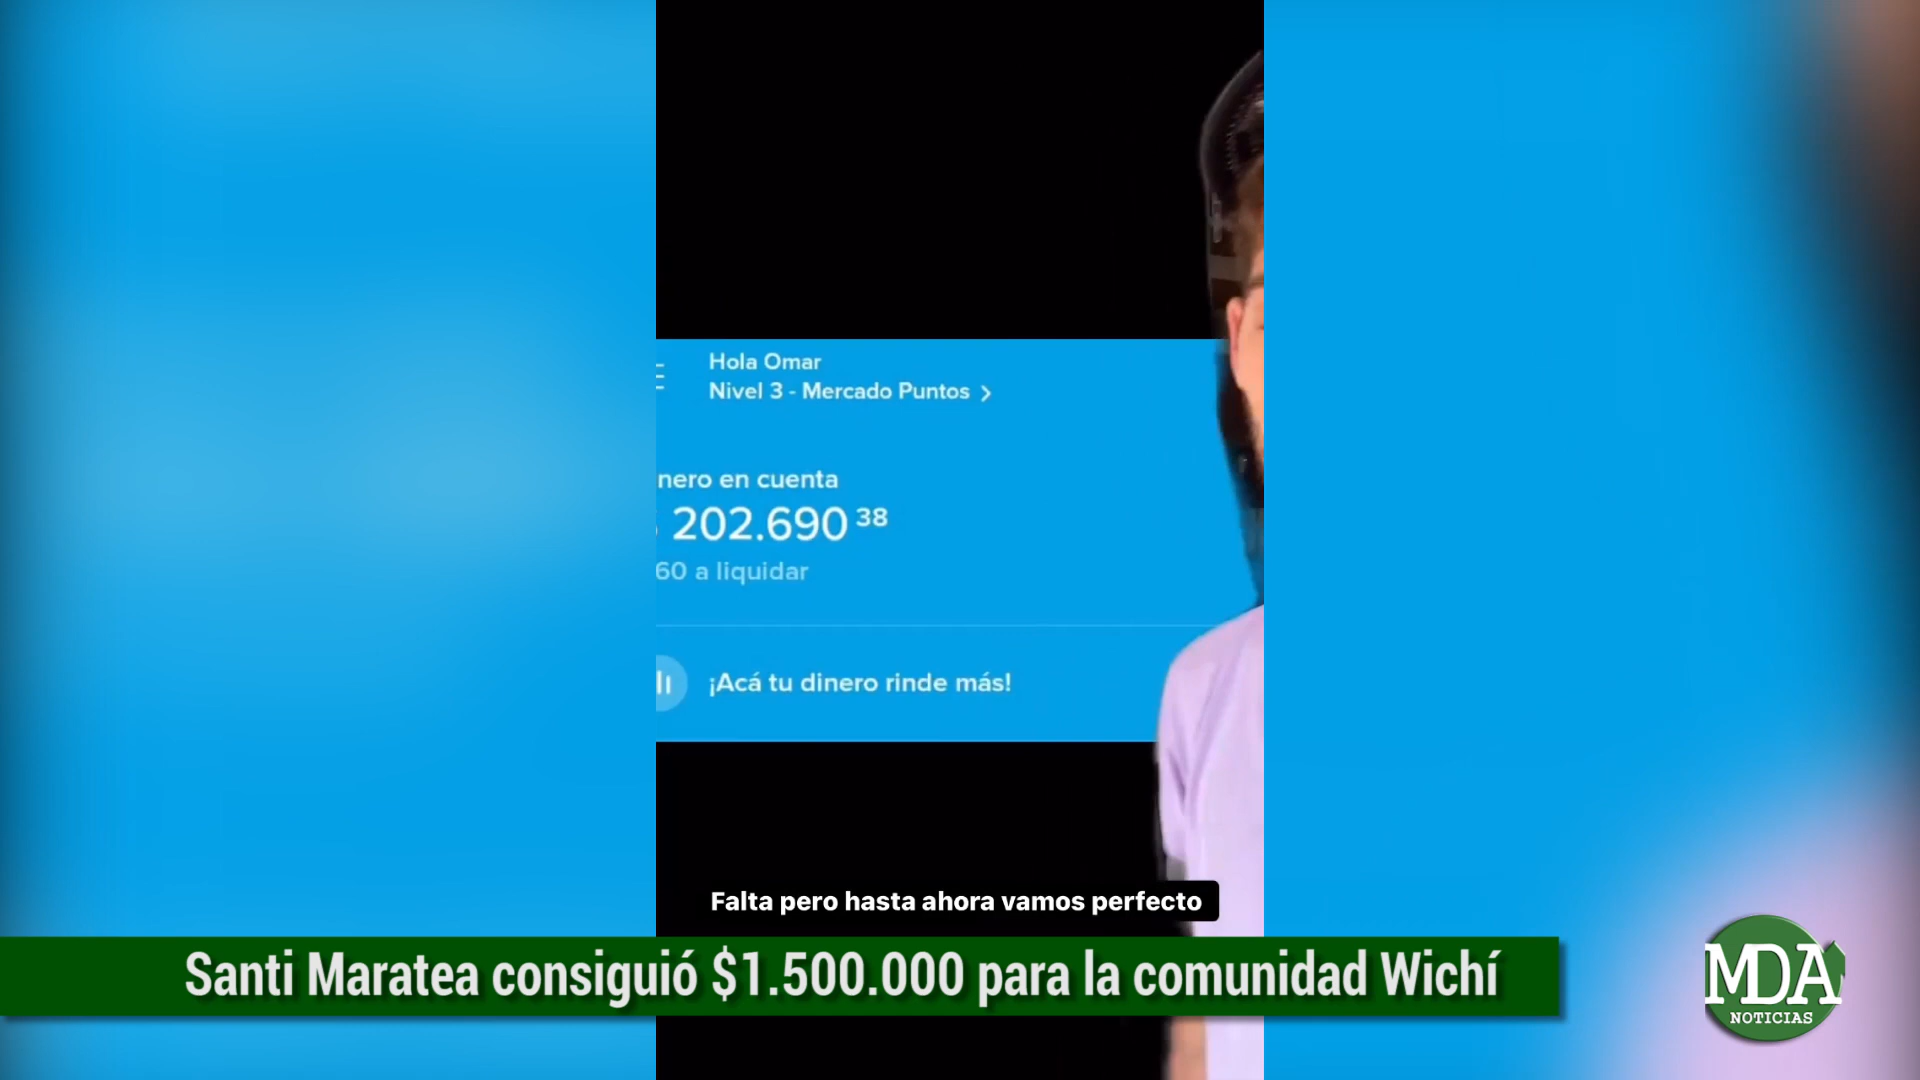 Hola Omar
Nivel 3 - Mercado Puntos
nero en cuenta
202.690 38
60 a liquidar
¡Acá tu dinero rinde más!
Falta pero hasta ahora vamos perfecto
Santi Maratea consiguió $1.500.000 para la comunidad Wichí
MDA
NOTICIAS